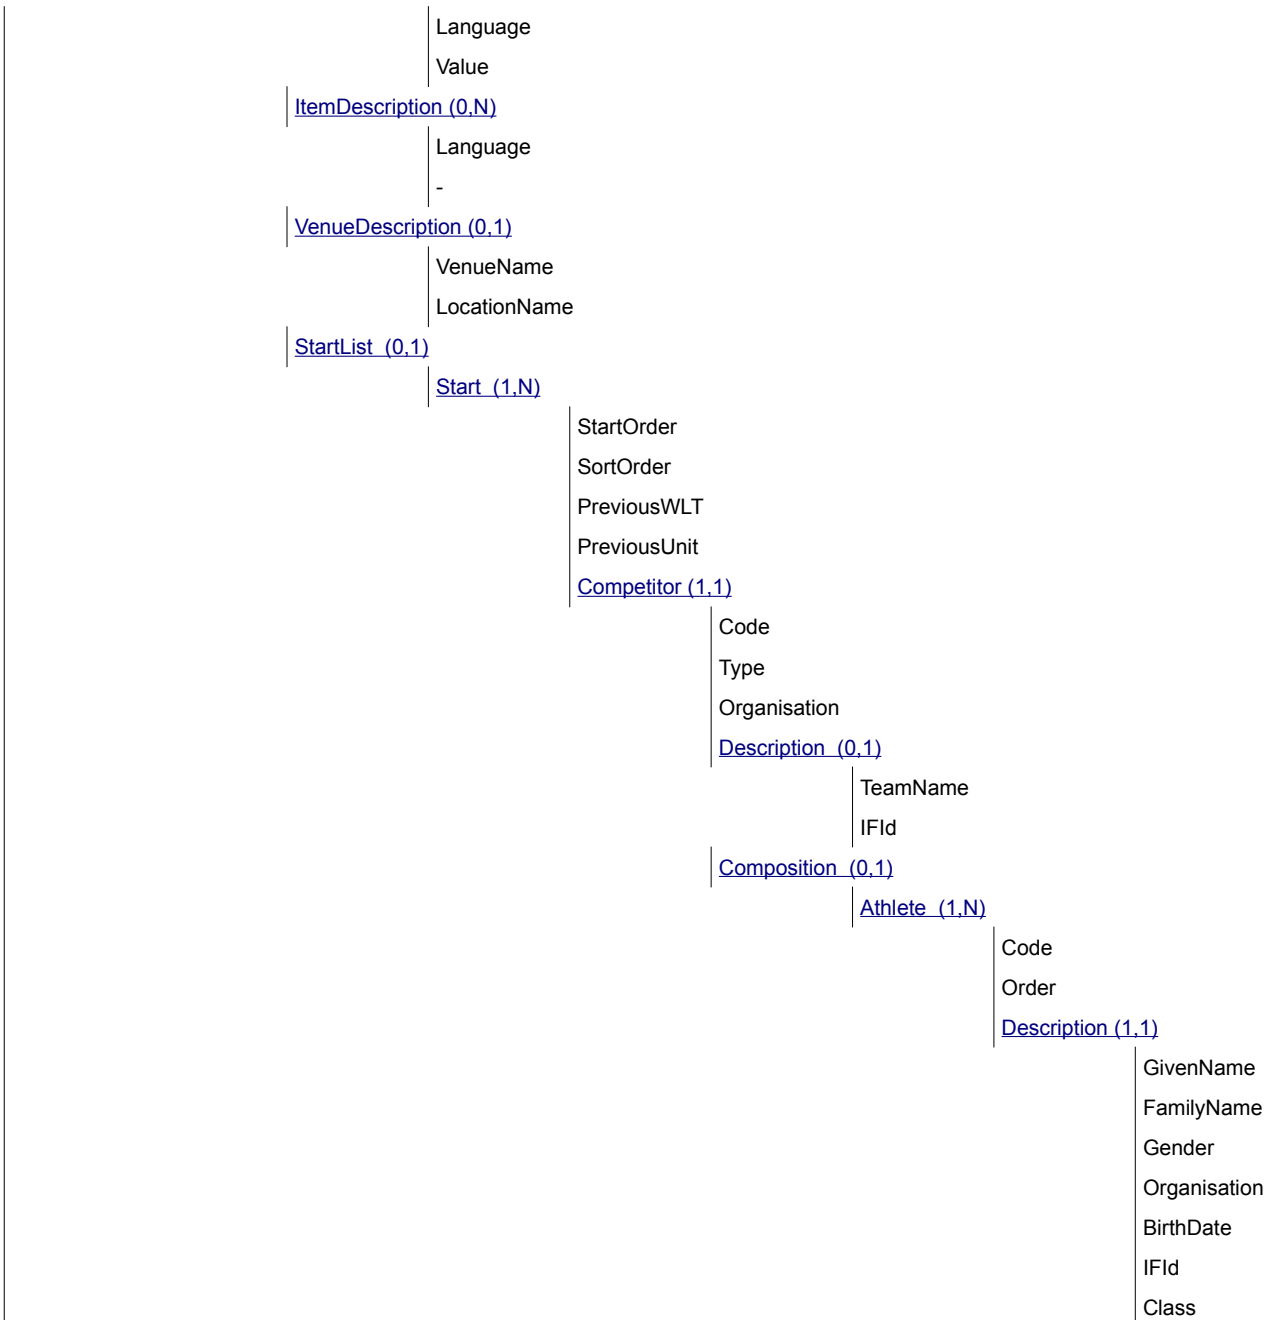 Language
Value
ItemDescription (0,N)
Language
-
VenueDescription (0,1)
VenueName
LocationName
StartList (0,1)
Start (1,N)
StartOrder
SortOrder
PreviousWLT
PreviousUnit
Competitor (1,1)
Code
Type
Organisation
Description (0,1)
TeamName
IFId
Composition (0,1)
Athlete (1,N)
Code
Order
Description (1,1)
GivenName
FamilyName
Gender
Organisation
BirthDate
IFId
Class